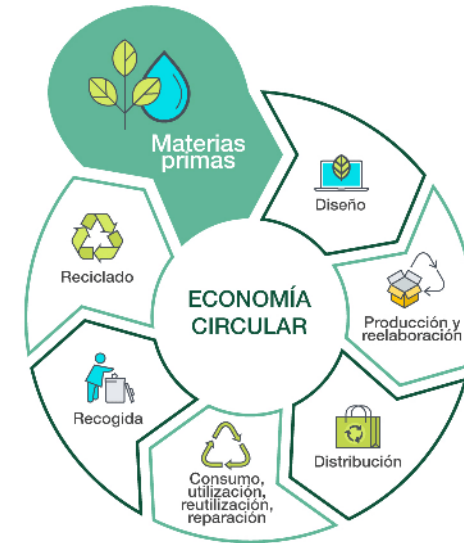 Materias
primas
Diseño
Producción y
reelaboración
Distribución
Consumo,
utilización,
reutilización,
reparación
Recogida
Reciclado
ECONOMÍA
CIRCULAR